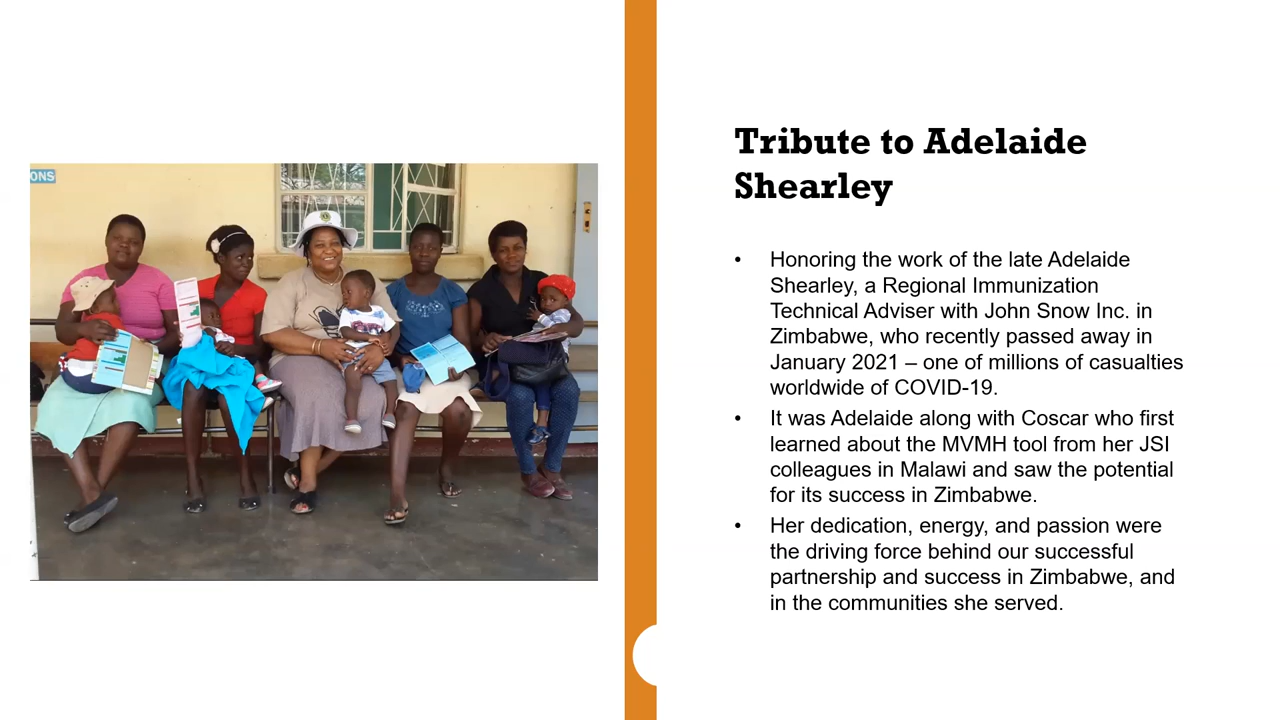 ONS
Tribute to Adelaide
Shearley
• Honoring the work of the late Adelaide
Shearley, a Regional Immunization
Technical Adviser with John Snow Inc. in
Zimbabwe, who recently passed away in
January 2021 – one of millions of casualties
worldwide of COVID-19.
• It was Adelaide along with Coscar who first
learned about the MVMH tool from her JSI
colleagues in Malawi and saw the potential
for its success in Zimbabwe.
• Her dedication, energy, and passion were
the driving force behind our successful
partnership and success in Zimbabwe, and
in the communities she served.